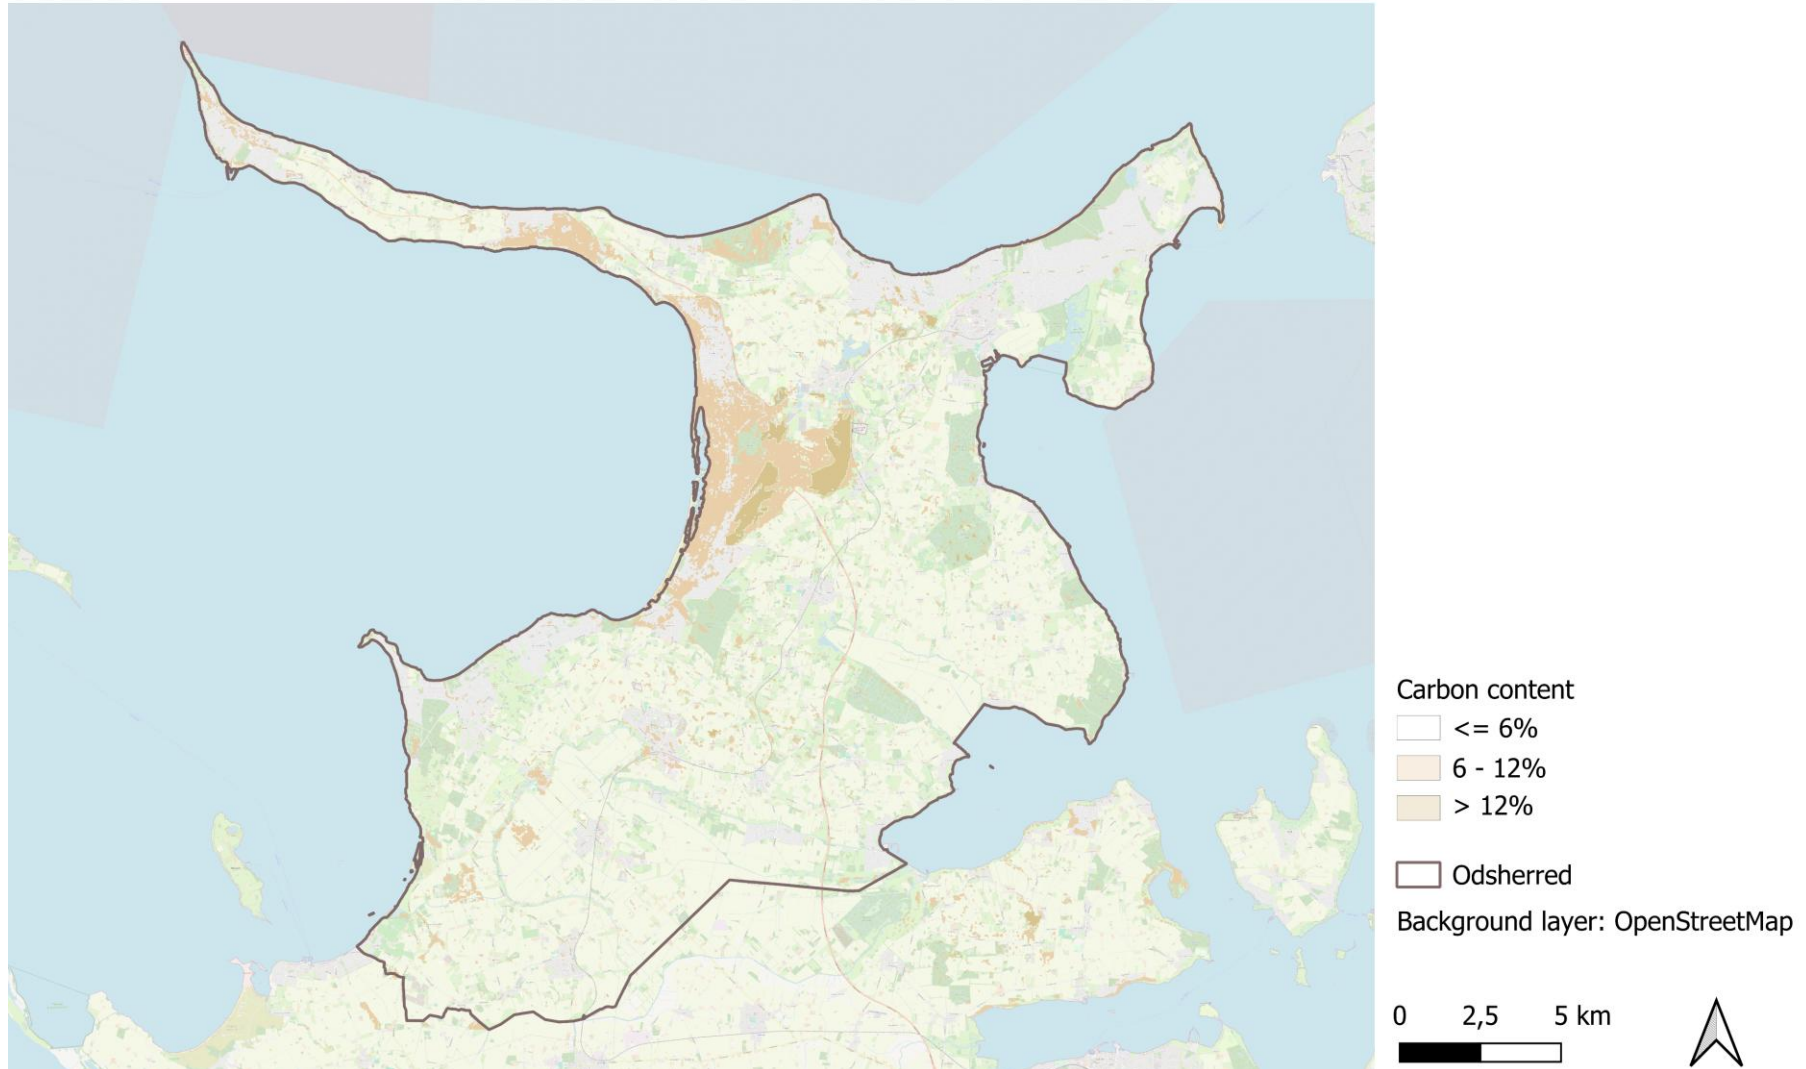 Carbon content
<= 6%
6 - 12%
> 12%
Odsherred
Background layer: OpenStreetMap
0 2,5 5 km